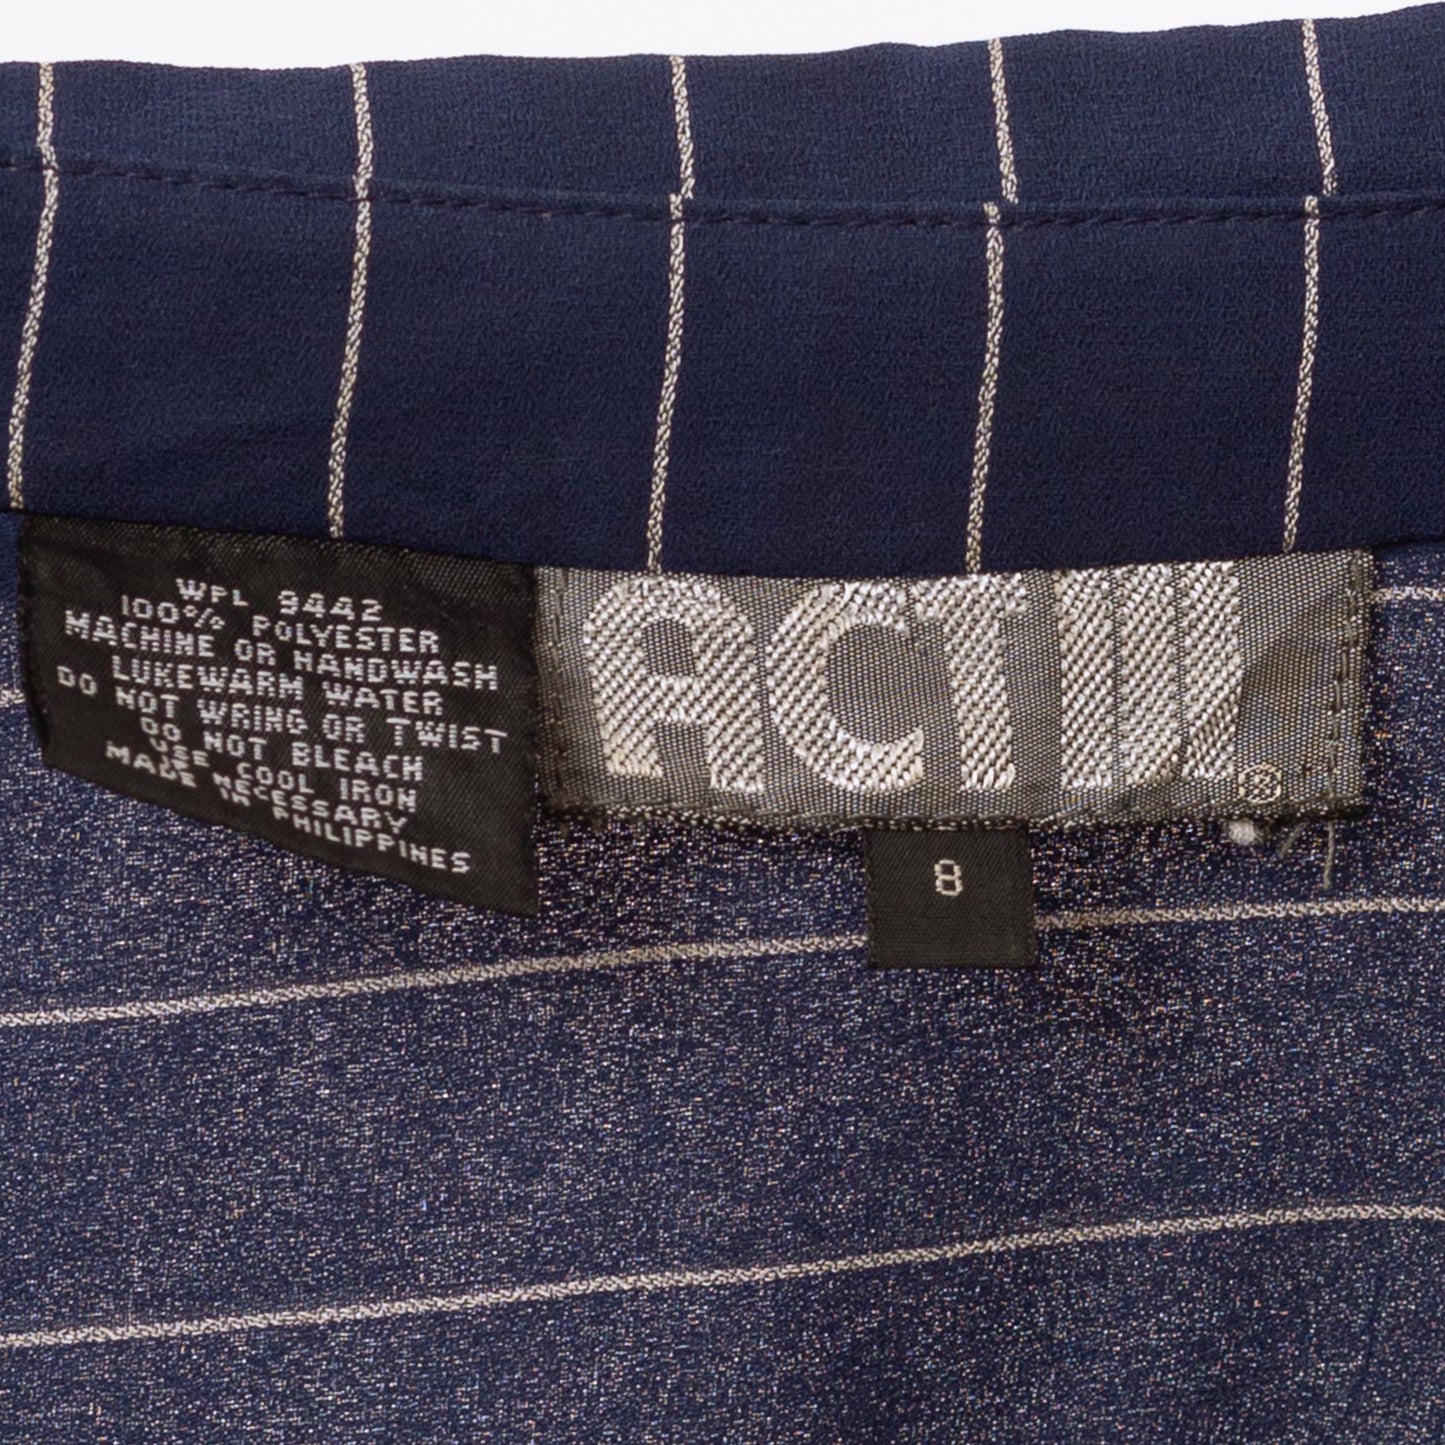 WPL 9442
100% POLYESTER
MACHINE OR HANDWASH
LUKEWARM WATER
DO NOT WRING OR TWIST
DO NOT BLEACH
USE COOL IRON
NECESSARY
MADE IN PHILIPPINES
ACT III
®
8